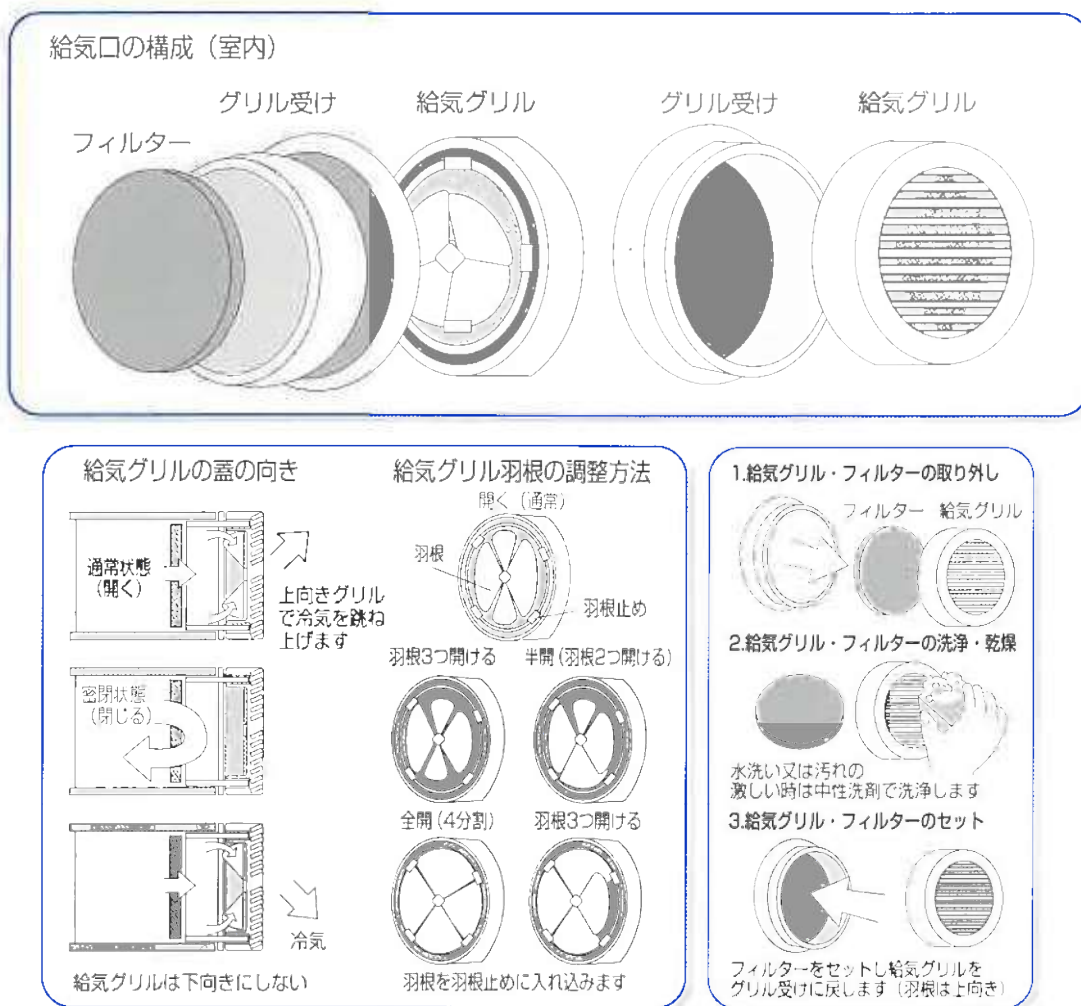 給気口の構成（室内）
フィルター
グリル受け
給気グリル
グリル受け
給気グリル
給気グリルの蓋の向き
通常状態
(開く)
上向きグリル
で冷気を跳ね
上げます
密閉状態
(閉じる)
冷気
給気グリルは下向きにしない
給気グリル羽根の調整方法
開く（通常）
羽根
羽根止め
羽根3つ開ける
半開(羽根2つ開ける)
全開(4分割)
羽根3つ開ける
羽根を羽根止めに入れ込みます
1.給気グリル・フィルターの取り外し
フィルター
給気グリル
2.給気グリル・フィルターの洗浄・乾燥
水洗い又は汚れの
激しい時は中性洗剤で洗浄します
3.給気グリル・フィルターのセット
フィルターをセットし給気グリルを
グリル受けに戻します（羽根は上向き）